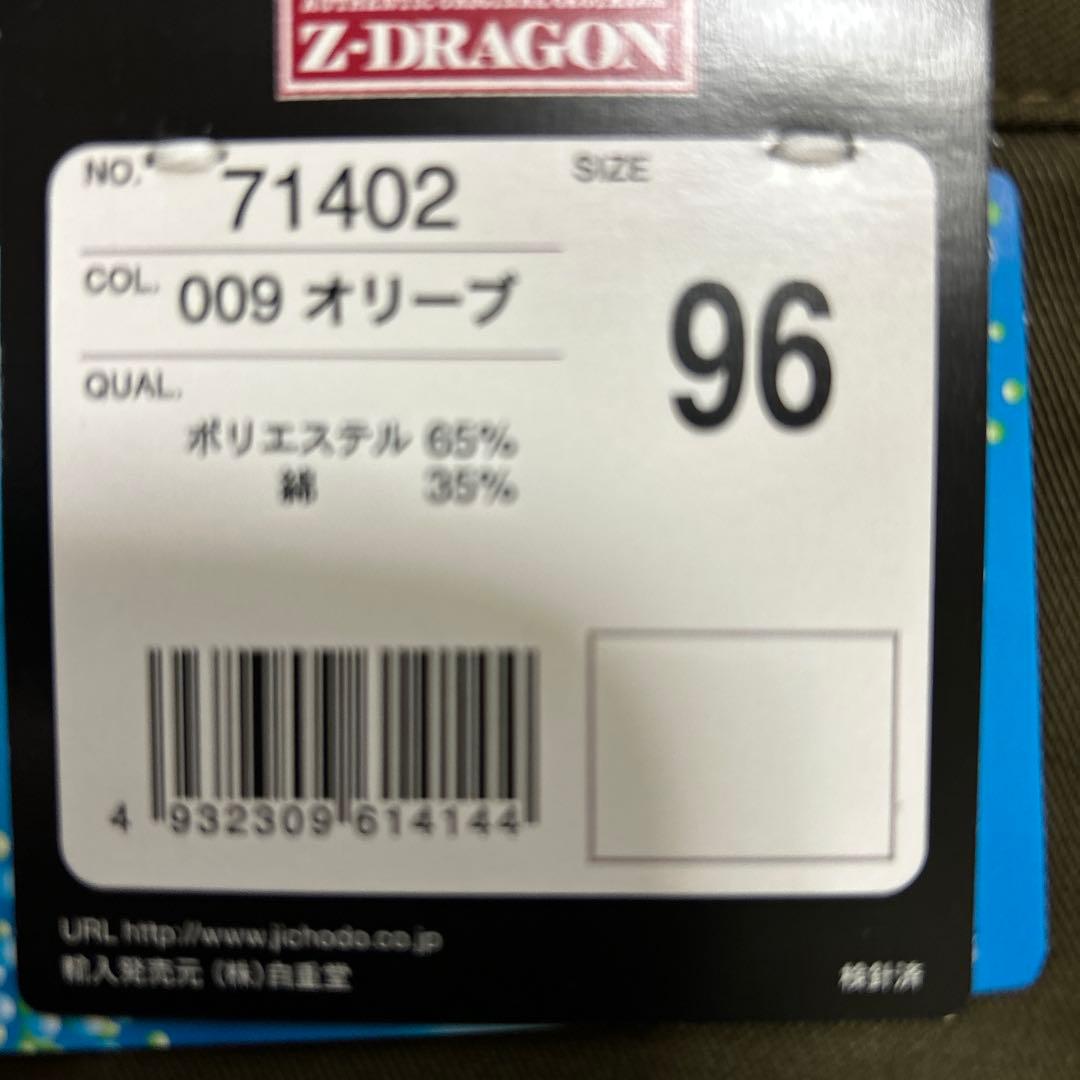 Z-DRAGON
NO. 71402
SIZE
96
COL. 009 オリーブ
QUAL.
ポリエステル 65%
綿 35%
4 932309 614144
URL http://www.jichodo.co.jp
輸入発売元 (株)自重堂
検針済